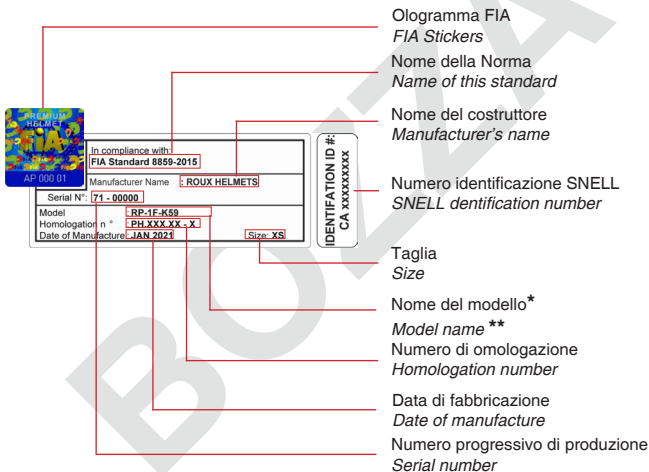 Ologramma FIA
FIA Stickers
Nome della Norma
Name of this standard
Nome del costruttore
Manufacturer's name
Numero identificazione SNELL
SNELL dentification number
Taglia
Size
Nome del modello*
Model name **
Numero di omologazione
Homologation number
Data di fabbricazione
Date of manufacture
Numero progressivo di produzione
Serial number
PREMIUM
HELMET
FiA
AP 000 01
In compliance with:
FIA Standard 8859-2015
Manufacturer Name : ROUX HELMETS
Serial N°: 71 - 00000
Model : RP-1F-K59
Homologation n ° : PH.XXX.XX - X
Date of Manufacture : JAN 2021 Size: XS
IDENTIFATION ID #:
CA xxxxxxxxx
BOZZA